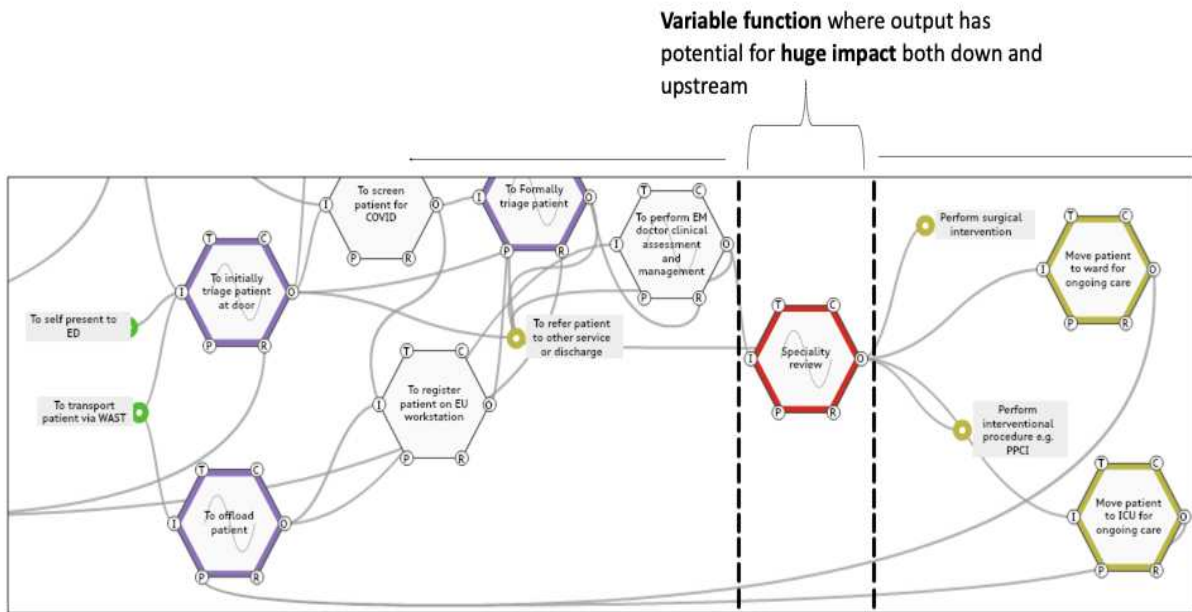 Variable function where output has
potential for huge impact both down and
upstream
To screen
patient for
COVID
I
O
P
R
To Formally
triage patient
I
O
P
R
T
C
To perform EM
doctor clinical
assessment
and
management
I
O
P
R
T
C
To initially
triage patient
at door
I
O
P
R
To self present to
ED
To transport
patient via WAST
To refer patient
to other service
or discharge
T
C
To register
patient on EU
workstation
I
O
P
R
T
C
To offload
patient
I
O
P
R
T
C
Speciality
review
I
O
P
R
Perform surgical
intervention
T
C
Move patient
to ward for
ongoing care
I
O
P
R
Perform
interventional
procedure e.g.
PPCI
T
C
Move patient
to ICU for
ongoing care
I
O
P
R